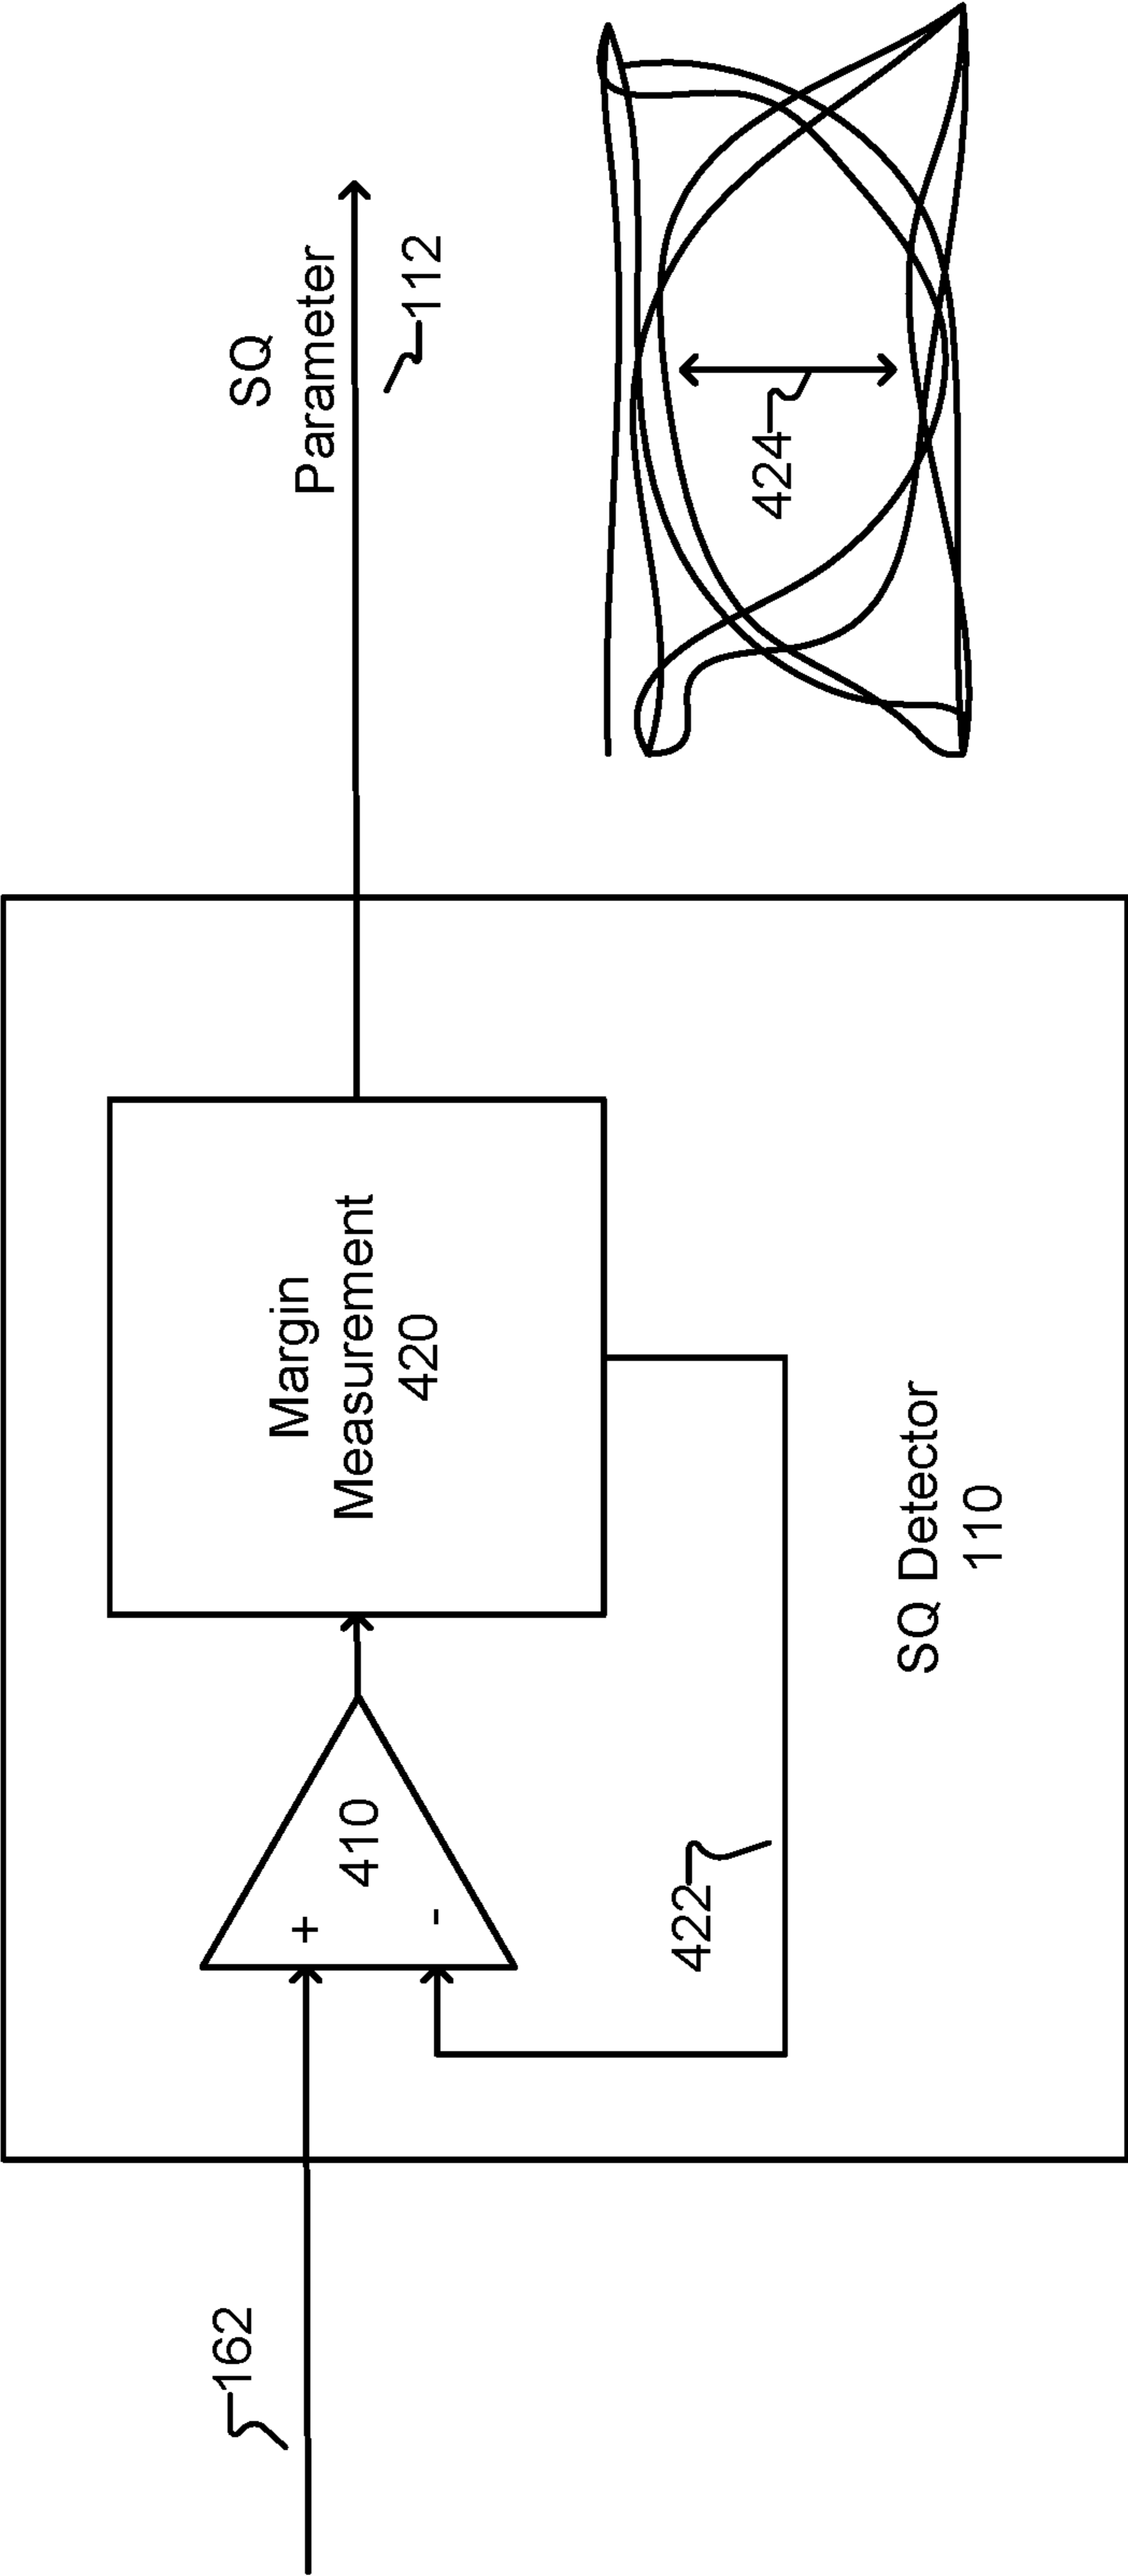 162
+
-
410
422
Margin
Measurement
420
SQ Detector
110
SQ
Parameter
112
424